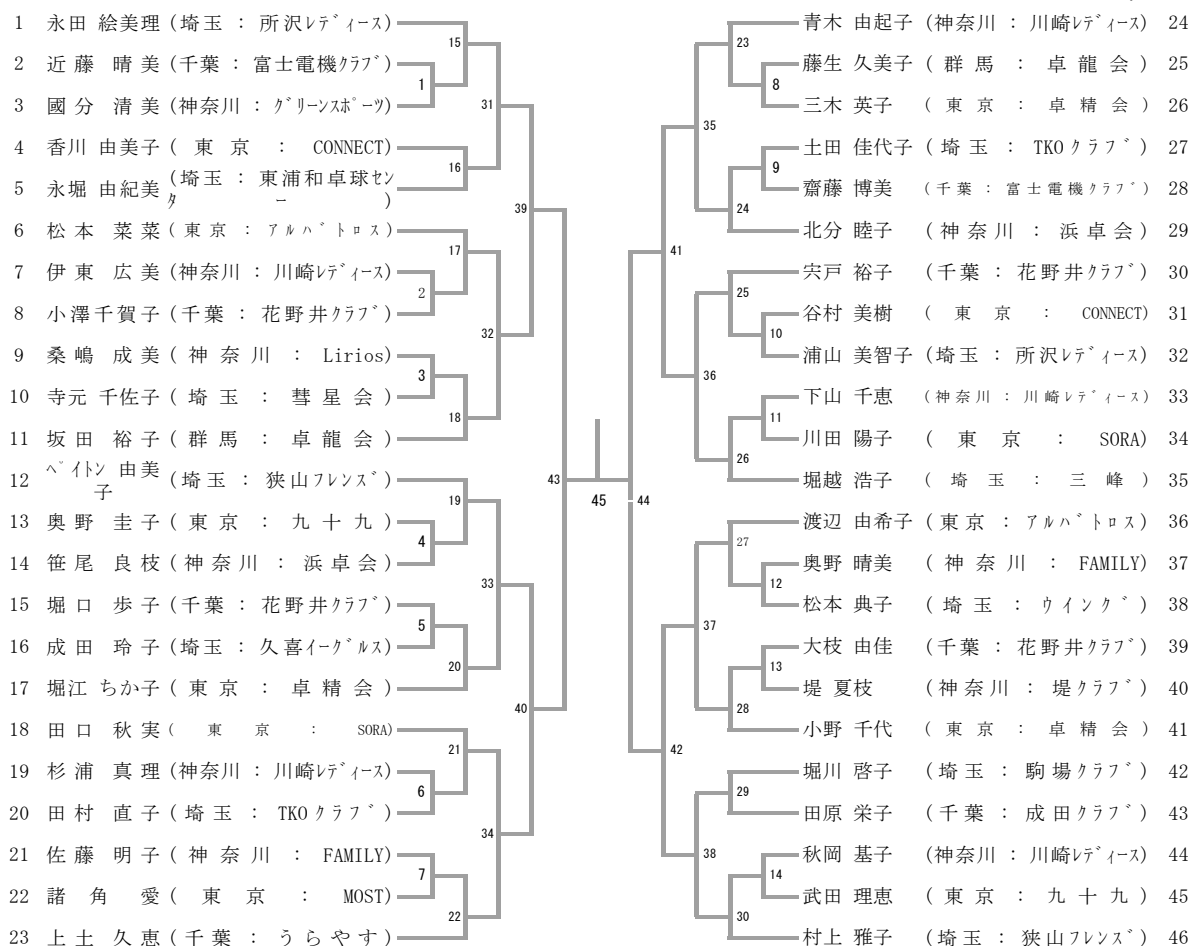 1 永田 絵美理 (埼玉 : 所沢ﾚﾃﾞｨｰｽ)
2 近藤 晴美 (千葉 : 富士電機ｸﾗﾌﾞ)
3 國分 清美 (神奈川 : ｸﾞﾘｰﾝｽﾎﾟｰﾂ)
4 香川 由美子 (東京 : CONNECT)
5 永堀 由紀美 (埼玉 : 東浦和卓球ｾﾝﾀｰ)
6 松本 菜菜 (東京 : ｱﾙﾊﾞﾄﾛｽ)
7 伊東 広美 (神奈川 : 川崎ﾚﾃﾞｨｰｽ)
8 小澤千賀子 (千葉 : 花野井ｸﾗﾌﾞ)
9 桑嶋 成美 (神奈川 : Lirios)
10 寺元 千佐子 (埼玉 : 彗星会)
11 坂田 裕子 (群馬 : 卓龍会)
12 ﾍﾟｲﾄﾝ 由美子 (埼玉 : 狭山ﾌﾚﾝｽﾞ)
13 奥野 圭子 (東京 : 九十九)
14 笹尾 良枝 (神奈川 : 浜卓会)
15 堀口 歩子 (千葉 : 花野井ｸﾗﾌﾞ)
16 成田 玲子 (埼玉 : 久喜ｲｰｸﾞﾙｽ)
17 堀江 ちか子 (東京 : 卓精会)
18 田口 秋実 (東京 : SORA)
19 杉浦 真理 (神奈川 : 川崎ﾚﾃﾞｨｰｽ)
20 田村 直子 (埼玉 : TKOｸﾗﾌﾞ)
21 佐藤 明子 (神奈川 : FAMILY)
22 諸角 愛 (東京 : MOST)
23 上土 久恵 (千葉 : うらやす)
15
1
31
16
39
17
2
32
3
18
43
19
4
33
5
20
40
21
6
34
7
22
45
44
23
8
35
9
24
41
25
10
36
11
26
27
12
37
13
28
42
29
38
14
30
青木 由起子 (神奈川 : 川崎ﾚﾃﾞｨｰｽ) 24
藤生 久美子 (群馬 : 卓龍会) 25
三木 英子 (東京 : 卓精会) 26
土田 佳代子 (埼玉 : TKOｸﾗﾌﾞ) 27
齋藤 博美 (千葉 : 富士電機ｸﾗﾌﾞ) 28
北分 睦子 (神奈川 : 浜卓会) 29
宍戸 裕子 (千葉 : 花野井ｸﾗﾌﾞ) 30
谷村 美樹 (東京 : CONNECT) 31
浦山 美智子 (埼玉 : 所沢ﾚﾃﾞｨｰｽ) 32
下山 千恵 (神奈川 : 川崎ﾚﾃﾞｨｰｽ) 33
川田 陽子 (東京 : SORA) 34
堀越 浩子 (埼玉 : 三峰) 35
渡辺 由希子 (東京 : ｱﾙﾊﾞﾄﾛｽ) 36
奥野 晴美 (神奈川 : FAMILY) 37
松本 典子 (埼玉 : ｳｲﾝｸﾞ) 38
大枝 由佳 (千葉 : 花野井ｸﾗﾌﾞ) 39
堤 夏枝 (神奈川 : 堤ｸﾗﾌﾞ) 40
小野 千代 (東京 : 卓精会) 41
堀川 啓子 (埼玉 : 駒場ｸﾗﾌﾞ) 42
田原 栄子 (千葉 : 成田ｸﾗﾌﾞ) 43
秋岡 基子 (神奈川 : 川崎ﾚﾃﾞｨｰｽ) 44
武田 理恵 (東京 : 九十九) 45
村上 雅子 (埼玉 : 狭山ﾌﾚﾝｽﾞ) 46